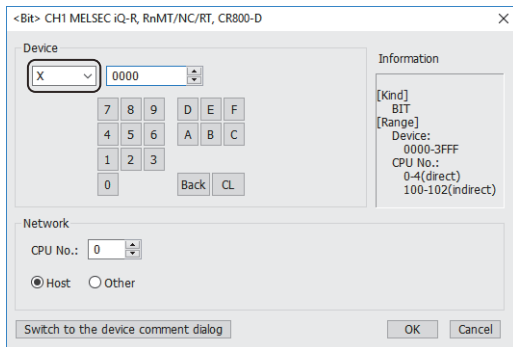 <Bit> CH1 MELSEC iQ-R, RnMT/NC/RT, CR800-D
Device
X 0000
7 8 9 D E F
4 5 6 A B C
1 2 3
0 Back CL
Information
[Kind]
BIT
[Range]
Device:
0000-3FFF
CPU No.:
0-4(direct)
100-102(indirect)
Network
CPU No.: 0
Host Other
Switch to the device comment dialog OK Cancel